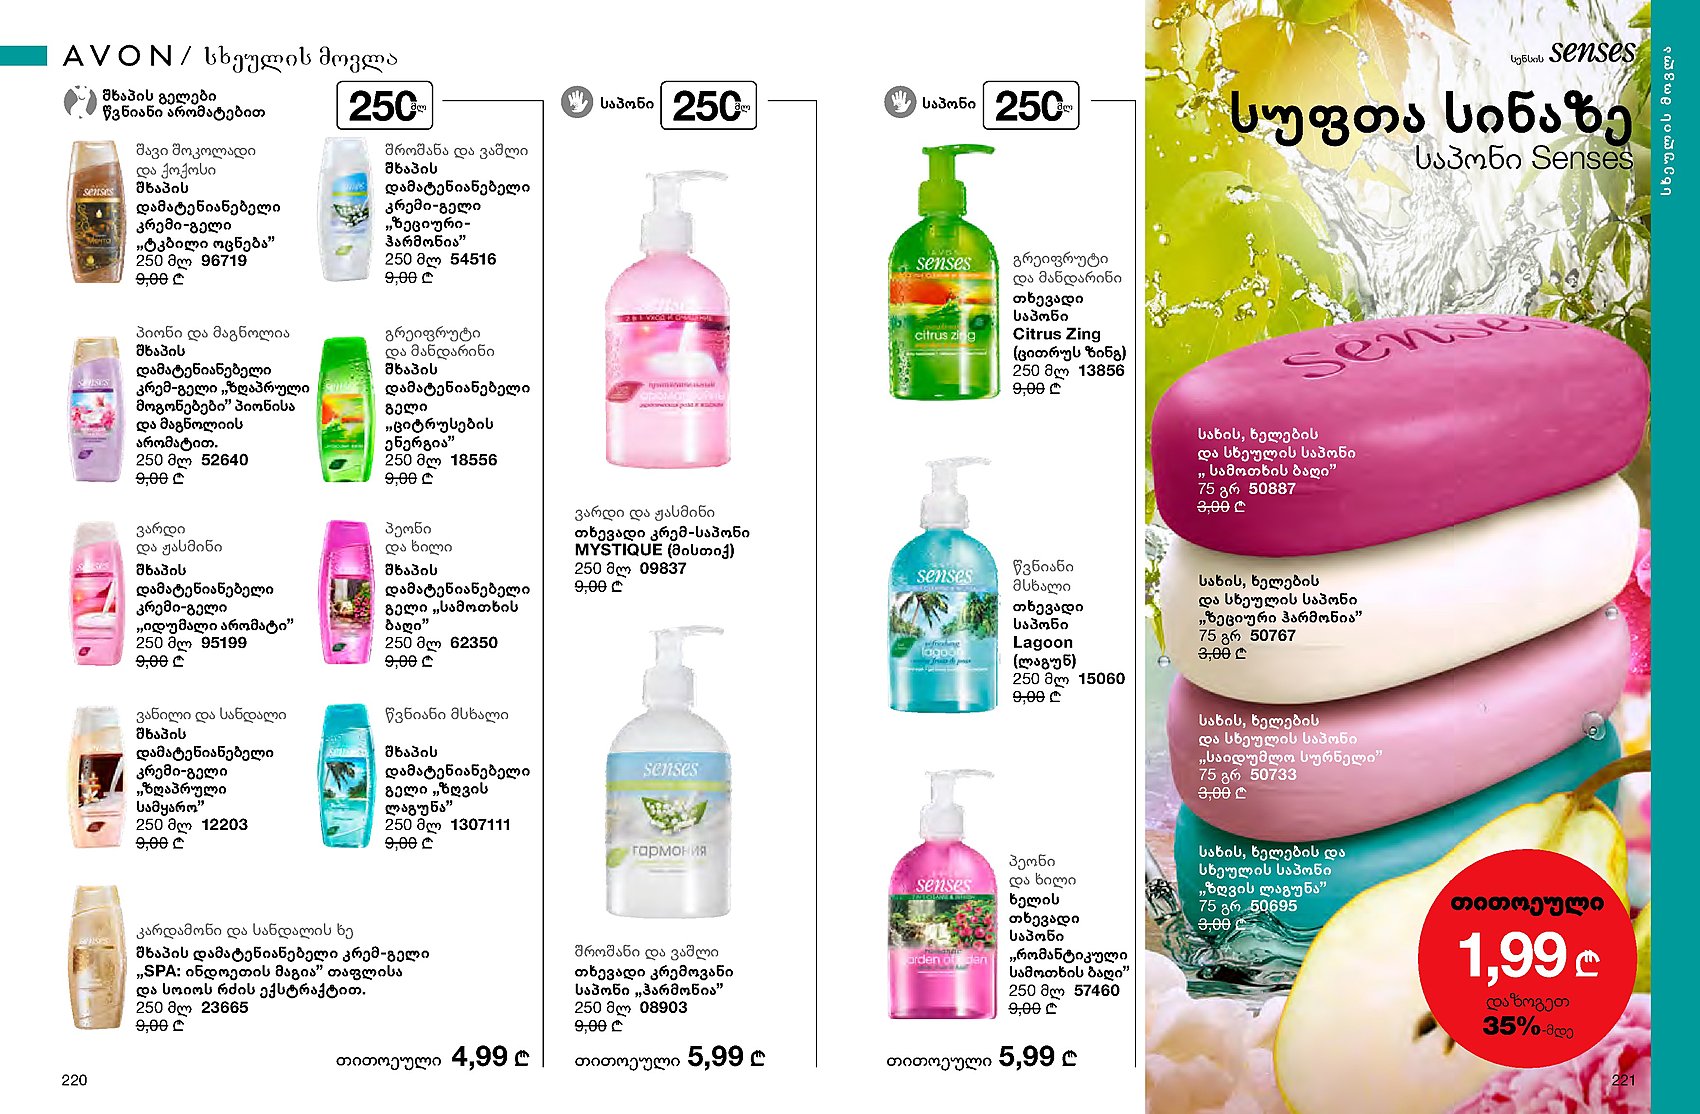 AVON/ სხეულის მოვლა
შხაპის გელები
წვნიანი არომატებით
250 მლ
შავი შოკოლადი
და ქოქოსი
შხაპის
დამატენიანებელი
კრემი-გელი
„ტკბილი ოცნება”
250 მლ 96719
9,00 ₾
შროშანა და ვაშლი
შხაპის
დამატენიანებელი
კრემი-გელი
„ზეციური-
ჰარმონია”
250 მლ 54516
9,00 ₾
პიონი და მაგნოლია
შხაპის
დამატენიანებელი
კრემ-გელი „ზღაპრული
მოგონებები” პიონისა
და მაგნოლიის
არომატით.
250 მლ 52640
9,00 ₾
გრეიფრუტი
და მანდარინი
შხაპის
დამატენიანებელი
გელი
„ციტრუსების
ენერგია”
250 მლ 18556
9,00 ₾
ვარდი
და ჟასმინი
შხაპის
დამატენიანებელი
კრემი-გელი
„იდუმალი არომატი”
250 მლ 95199
9,00 ₾
პეონი
და ხილი
შხაპის
დამატენიანებელი
გელი „სამოთხის
ბაღი”
250 მლ 62350
9,00 ₾
ვანილი და სანდალი
შხაპის
დამატენიანებელი
კრემი-გელი
„ზღაპრული
სამყარო”
250 მლ 12203
9,00 ₾
წვნიანი მსხალი
შხაპის
დამატენიანებელი
გელი „ზღვის
ლაგუნა”
250 მლ 1307111
9,00 ₾
კარდამონი და სანდალის ხე
შხაპის დამატენიანებელი კრემ-გელი
„SPA: ინდოეთის მაგია” თაფლისა
და სოიოს რძის ექსტრაქტით.
250 მლ 23665
9,00 ₾
თითოეული 4,99 ₾
220
საპონი 250 მლ
ვარდი და ჟასმინი
თხევადი კრემ-საპონი
MYSTIQUE (მისთიქ)
250 მლ 09837
9,00 ₾
senses
гармония
შროშანი და ვაშლი
თხევადი კრემოვანი
საპონი „ჰარმონია”
250 მლ 08903
9,00 ₾
თითოეული 5,99 ₾
საპონი 250 მლ
senses
citrus zing
გრეიფრუტი
და მანდარინი
თხევადი
საპონი
Citrus Zing
(ციტრუს ზინგ)
250 მლ 13856
9,00 ₾
senses
lagoon
წვნიანი
მსხალი
თხევადი
საპონი
Lagoon
(ლაგუნ)
250 მლ 15060
9,00 ₾
senses
garden of eden
პეონი
და ხილი
ხელის
თხევადი
საპონი
„რომანტიკული
სამოთხის ბაღი”
250 მლ 57460
9,00 ₾
თითოეული 5,99 ₾
სენსის senses
სუფთა სინაზე
საპონი Senses
სხეულის მოვლა
senses
სახის, ხელების
და სხეულის საპონი
„ სამოთხის ბაღი”
75 გრ 50887
3,00 ₾
სახის, ხელების
და სხეულის საპონი
„ზეციური ჰარმონია”
75 გრ 50767
3,00 ₾
სახის, ხელების
და სხეულის საპონი
„საიდუმლო სურნელი”
75 გრ 50733
3,00 ₾
სახის, ხელების და
სხეულის საპონი
„ზღვის ლაგუნა”
75 გრ 50695
3,00 ₾
თითოეული
1,99 ₾
დაზოგეთ
35%-მდე
221